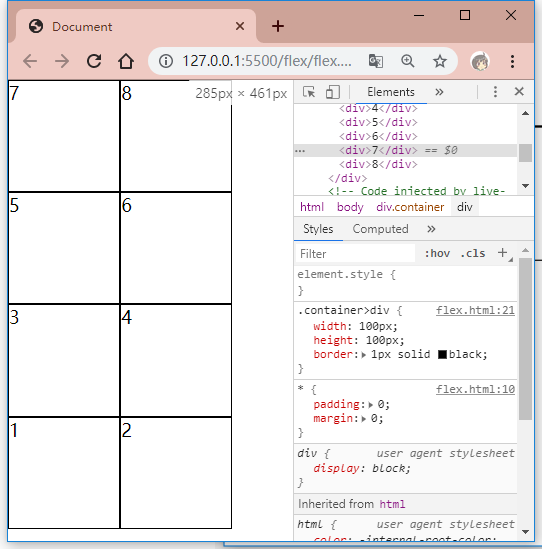 Document
127.0.0.1:5500/flex/flex....
7
8
285px × 461px
5
6
3
4
1
2
Elements
<div>4</div>
<div>5</div>
<div>6</div>
... <div>7</div> == $0
<div>8</div>
</div>
<!-- Code injected by live-
html body div.container div
Styles Computed
Filter :hov .cls +
element.style {
}
.container>div { flex.html:21
width: 100px;
height: 100px;
border: 1px solid black;
}
* { flex.html:10
padding: 0;
margin: 0;
}
div { user agent stylesheet
display: block;
}
Inherited from html
html { user agent stylesheet
color: -internal-root-color;